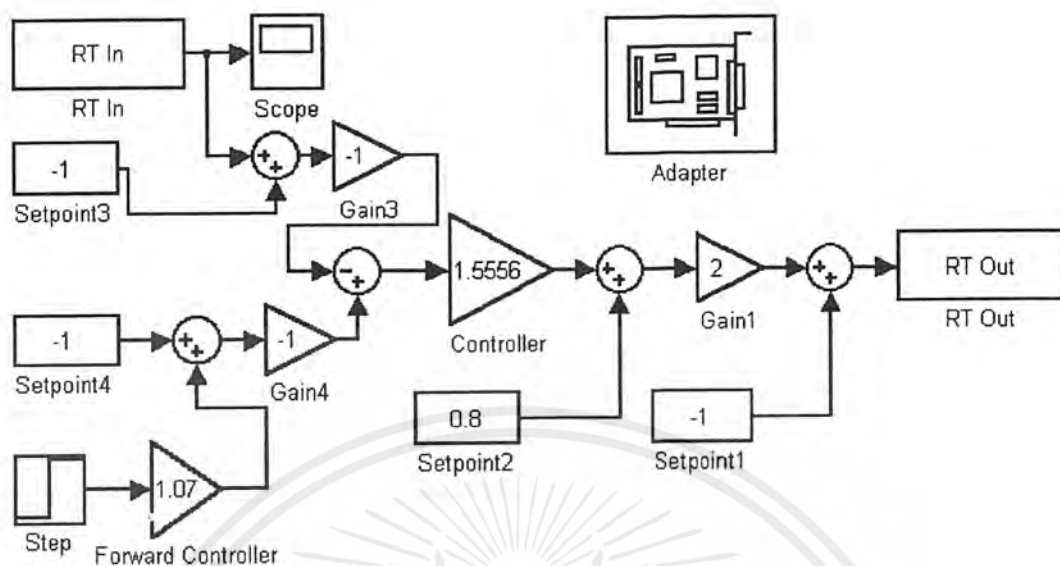 RT In
RT In
Scope
+
+
-1
Gain3
-1
Setpoint3
Adapter
-
+
1.5556
Controller
+
+
2
Gain1
+
+
RT Out
RT Out
-1
Setpoint4
+
+
-1
Gain4
0.8
Setpoint2
-1
Setpoint1
Step
1.07
Forward Controller